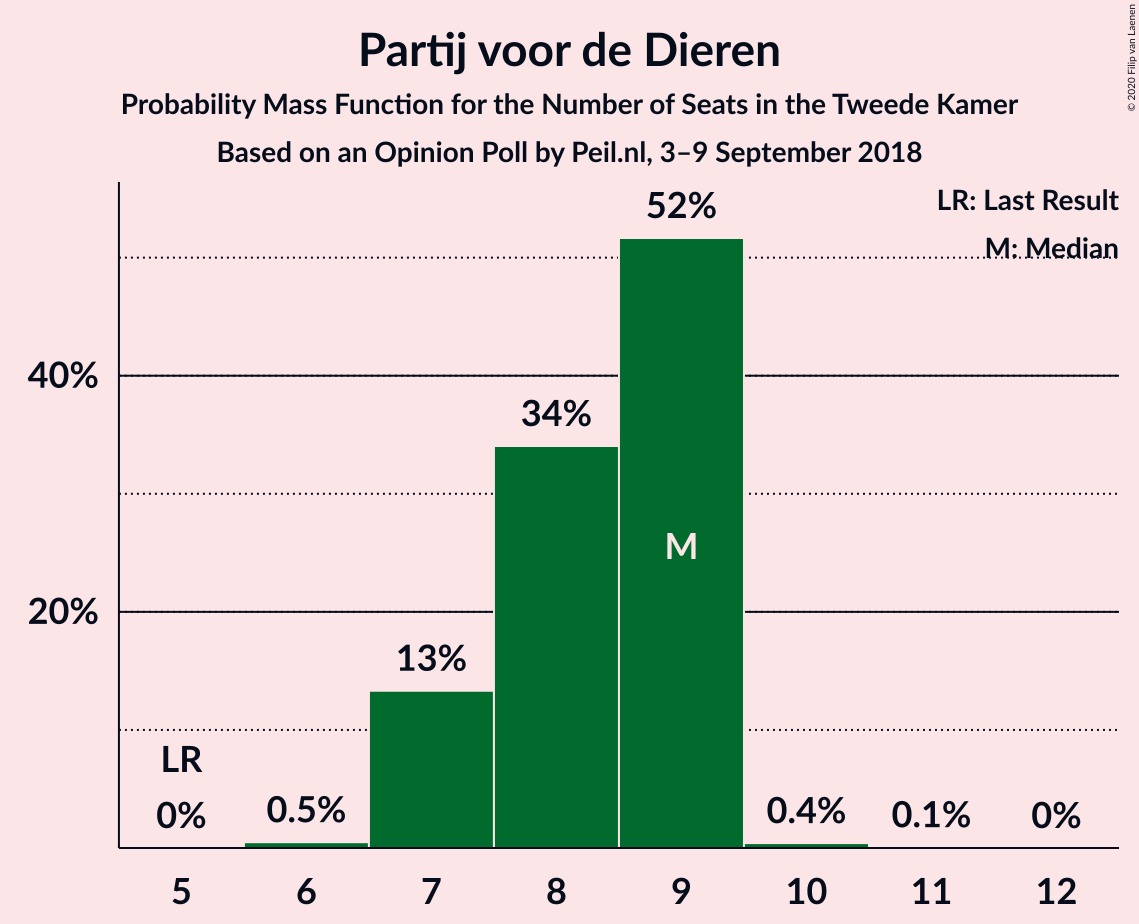 Partij voor de Dieren
Probability Mass Function for the Number of Seats in the Tweede Kamer
Based on an Opinion Poll by Peil.nl, 3–9 September 2018
© 2020 Filip van Laenen
LR: Last Result
M: Median
52%
40%
34%
M
20%
13%
LR
0%
0.5%
0.4%
0.1%
0%
5 6 7 8 9 10 11 12